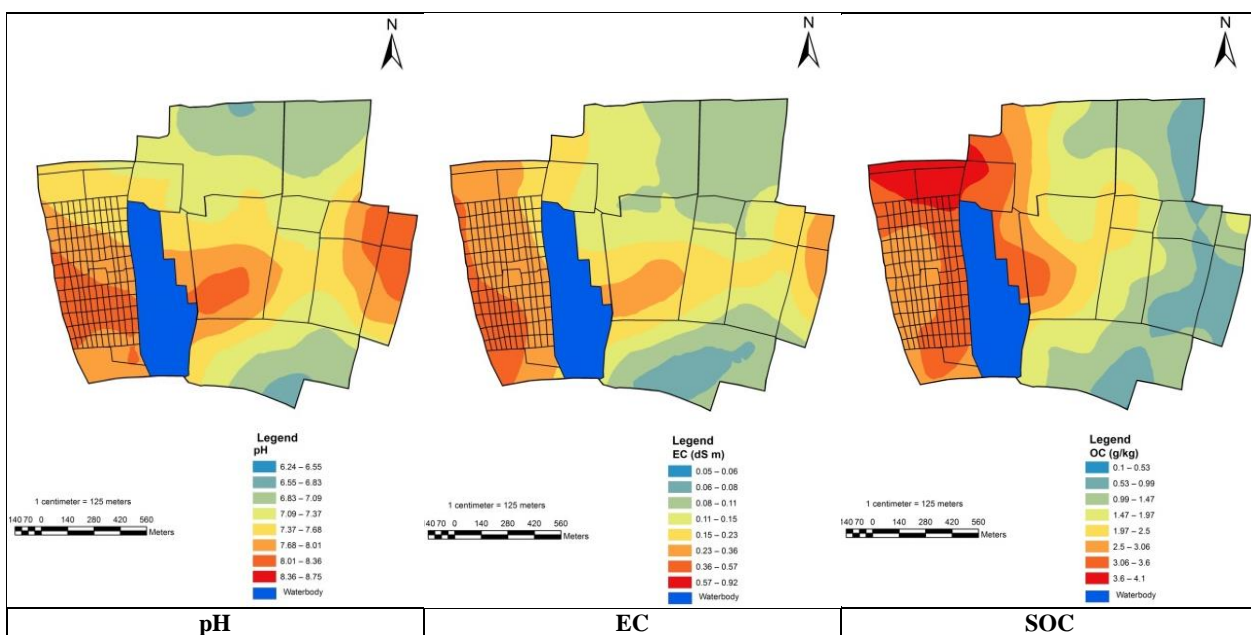 N
Legend
pH
6.24 – 6.55
6.55 – 6.83
6.83 – 7.09
7.09 – 7.37
7.37 – 7.68
7.68 – 8.01
8.01 – 8.36
8.36 – 8.75
Waterbody
1 centimeter = 125 meters
140 70 0 140 280 420 560
Meters
pH
N
Legend
EC (dS m)
0.05 – 0.06
0.06 – 0.08
0.08 – 0.11
0.11 – 0.15
0.15 – 0.23
0.23 – 0.36
0.36 – 0.57
0.57 – 0.92
Waterbody
1 centimeter = 125 meters
40 70 0 140 280 420 560
Meters
EC
N
Legend
OC (g/kg)
0.1 – 0.53
0.53 – 0.99
0.99 – 1.47
1.47 – 1.97
1.97 – 2.5
2.5 – 3.06
3.06 – 3.6
3.6 – 4.1
Waterbody
1 centimeter = 125 meters
140 70 0 140 280 420 560
Meters
SOC